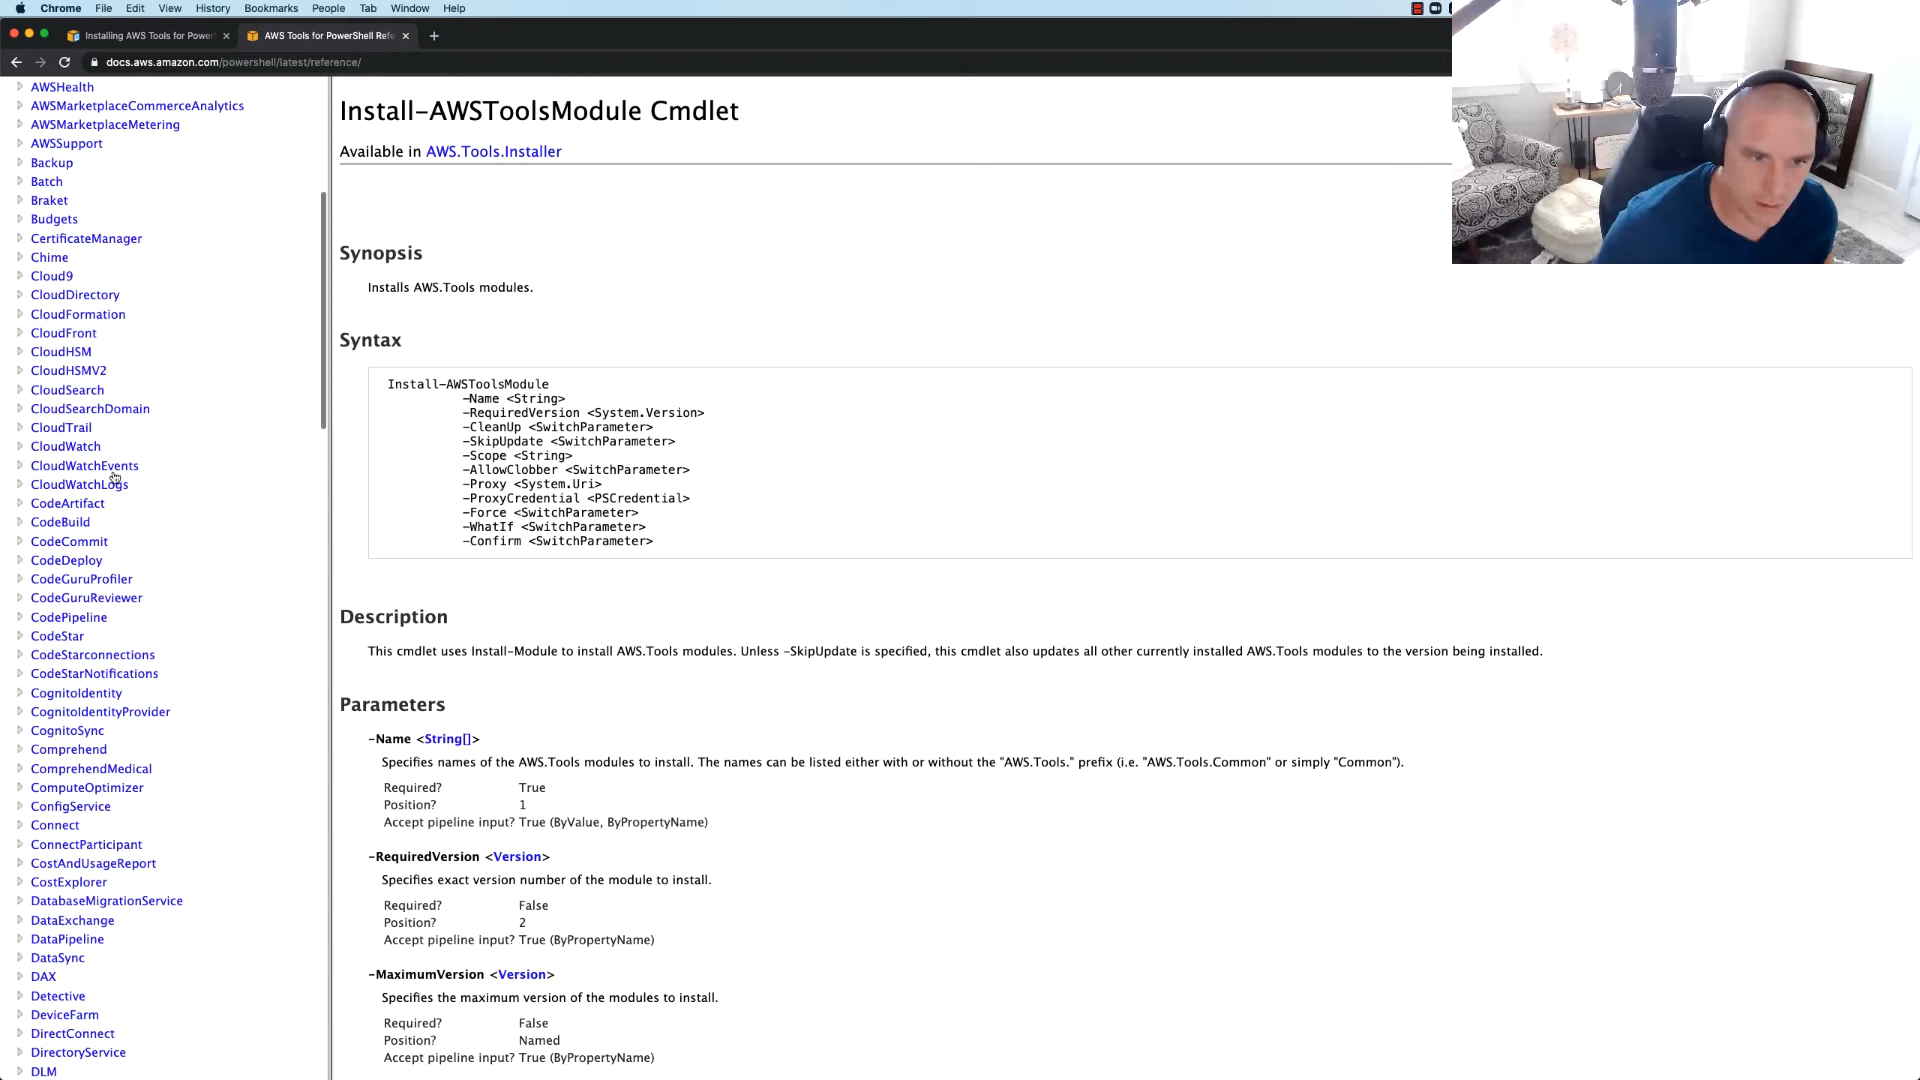 Chrome File Edit View History Bookmarks People Tab Window Help
Installing AWS Tools for Power
AWS Tools for PowerShell Refe
docs.aws.amazon.com/powershell/latest/reference/
AWSHealth
AWSMarketplaceCommerceAnalytics
AWSMarketplaceMetering
AWSSupport
Backup
Batch
Braket
Budgets
CertificateManager
Chime
Cloud9
CloudDirectory
CloudFormation
CloudFront
CloudHSM
CloudHSMV2
CloudSearch
CloudSearchDomain
CloudTrail
CloudWatch
CloudWatchEvents
CloudWatchLogs
CodeArtifact
CodeBuild
CodeCommit
CodeDeploy
CodeGuruProfiler
CodeGuruReviewer
CodePipeline
CodeStar
CodeStarconnections
CodeStarNotifications
CognitoIdentity
CognitoIdentityProvider
CognitoSync
Comprehend
ComprehendMedical
ComputeOptimizer
ConfigService
Connect
ConnectParticipant
CostAndUsageReport
CostExplorer
DatabaseMigrationService
DataExchange
DataPipeline
DataSync
DAX
Detective
DeviceFarm
DirectConnect
DirectoryService
DLM
Install-AWSToolsModule Cmdlet
Available in AWS.Tools.Installer
Synopsis
Installs AWS.Tools modules.
Syntax
Install-AWSToolsModule
-Name <String>
-RequiredVersion <System.Version>
-CleanUp <SwitchParameter>
-SkipUpdate <SwitchParameter>
-Scope <String>
-AllowClobber <SwitchParameter>
-Proxy <System.Uri>
-ProxyCredential <PSCredential>
-Force <SwitchParameter>
-WhatIf <SwitchParameter>
-Confirm <SwitchParameter>
Description
This cmdlet uses Install-Module to install AWS.Tools modules. Unless -SkipUpdate is specified, this cmdlet also updates all other currently installed AWS.Tools modules to the version being installed.
Parameters
-Name <String[]>
Specifies names of the AWS.Tools modules to install. The names can be listed either with or without the "AWS.Tools." prefix (i.e. "AWS.Tools.Common" or simply "Common").
Required? True
Position? 1
Accept pipeline input? True (ByValue, ByPropertyName)
-RequiredVersion <Version>
Specifies exact version number of the module to install.
Required? False
Position? 2
Accept pipeline input? True (ByPropertyName)
-MaximumVersion <Version>
Specifies the maximum version of the modules to install.
Required? False
Position? Named
Accept pipeline input? True (ByPropertyName)